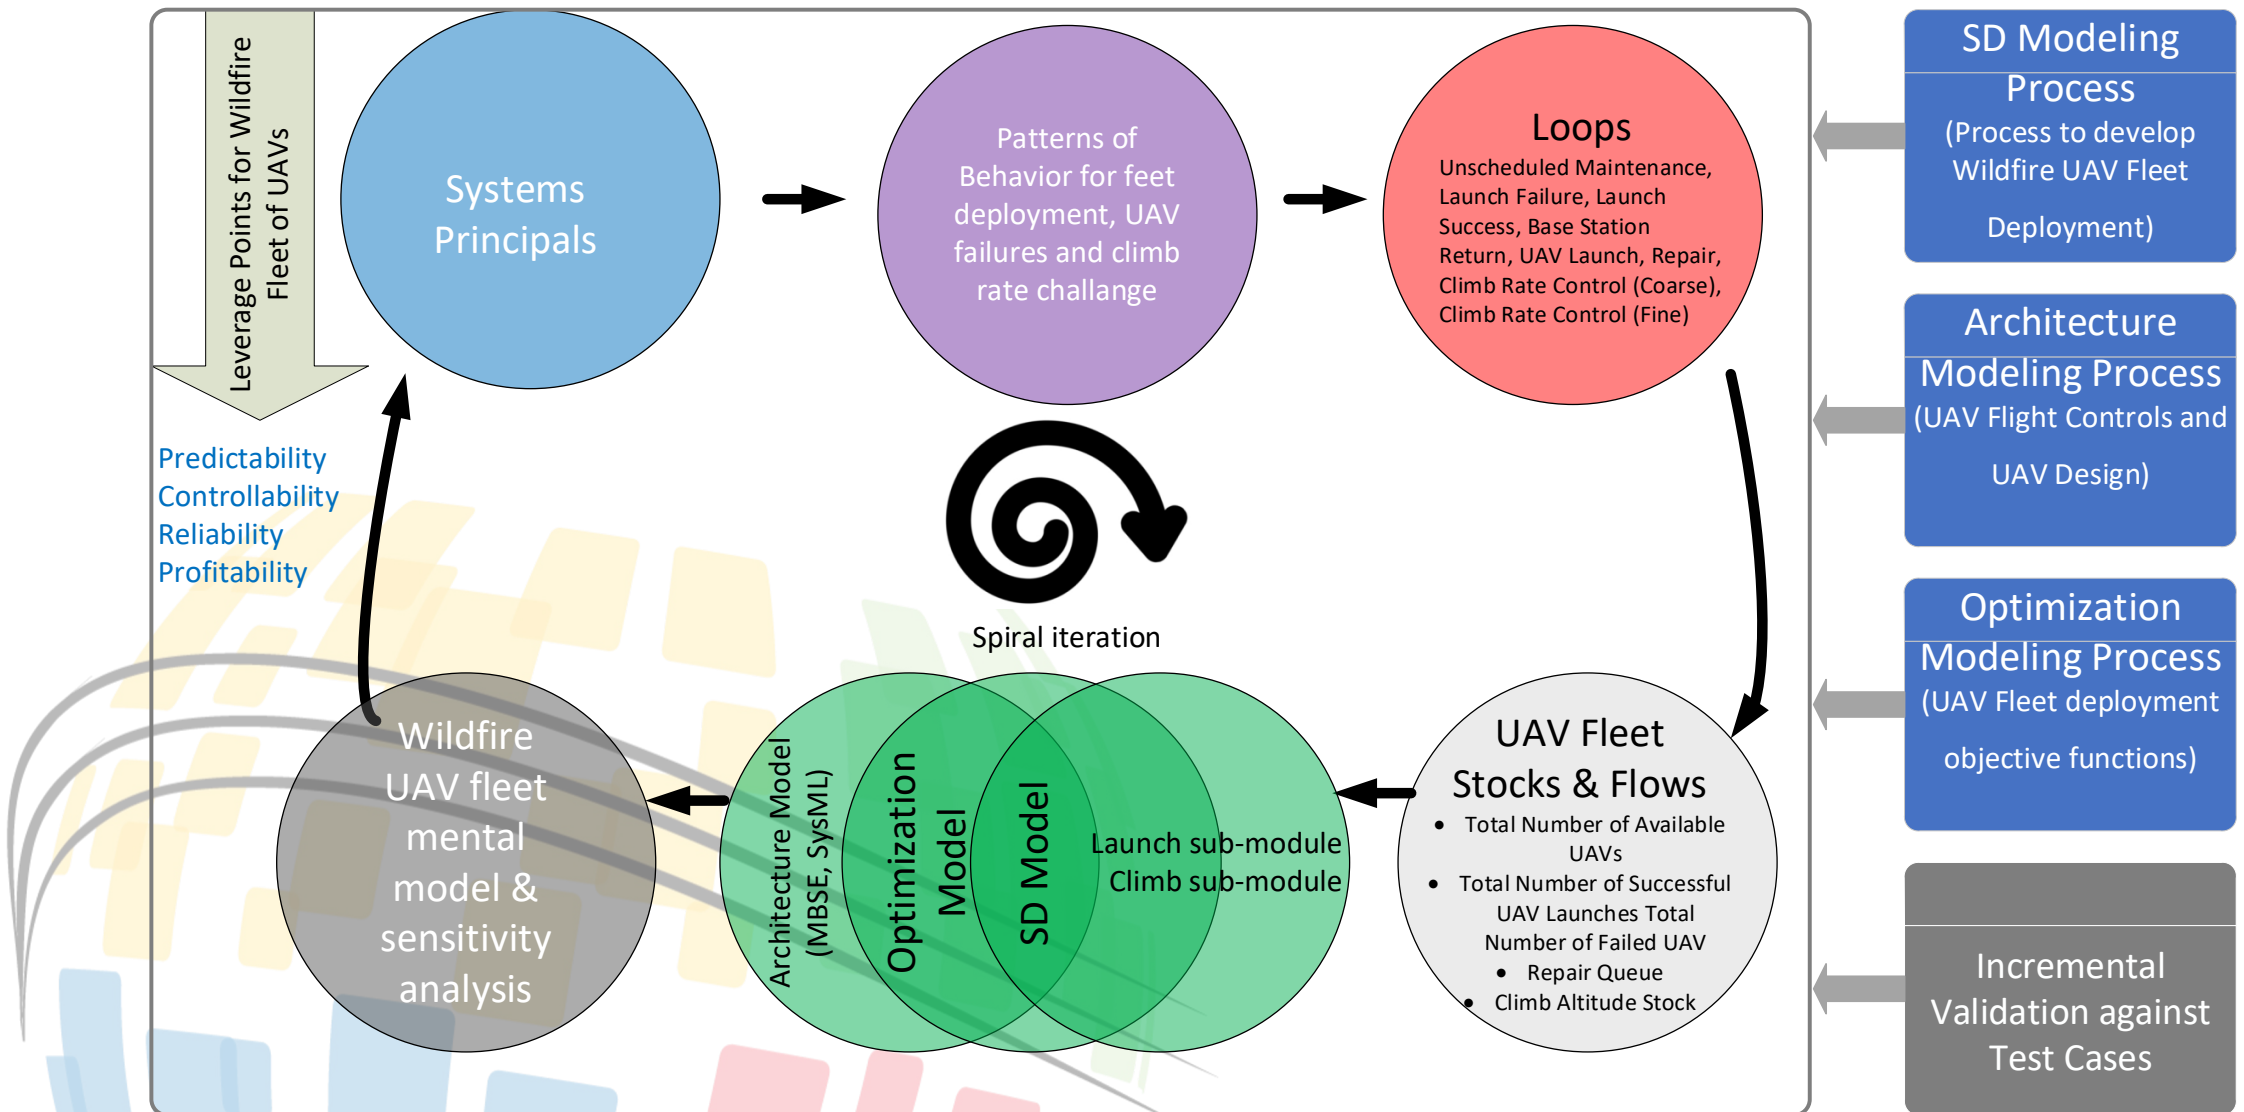 Leverage Points for Wildfire
Fleet of UAVs
Predictability
Controllability
Reliability
Profitability
Systems
Principals
Patterns of
Behavior for feet
deployment, UAV
failures and climb
rate challange
Loops
Unscheduled Maintenance,
Launch Failure, Launch
Success, Base Station
Return, UAV Launch, Repair,
Climb Rate Control (Coarse),
Climb Rate Control (Fine)
Spiral iteration
Wildfire
UAV fleet
mental
model &
sensitivity
analysis
Architecture Model
(MBSE, SysML)
Optimization
Model
SD Model
Launch sub-module
Climb sub-module
UAV Fleet
Stocks & Flows
• Total Number of Available
UAVs
• Total Number of Successful
UAV Launches Total
Number of Failed UAV
• Repair Queue
• Climb Altitude Stock
SD Modeling
Process
(Process to develop
Wildfire UAV Fleet
Deployment)
Architecture
Modeling Process
(UAV Flight Controls and
UAV Design)
Optimization
Modeling Process
(UAV Fleet deployment
objective functions)
Incremental
Validation against
Test Cases